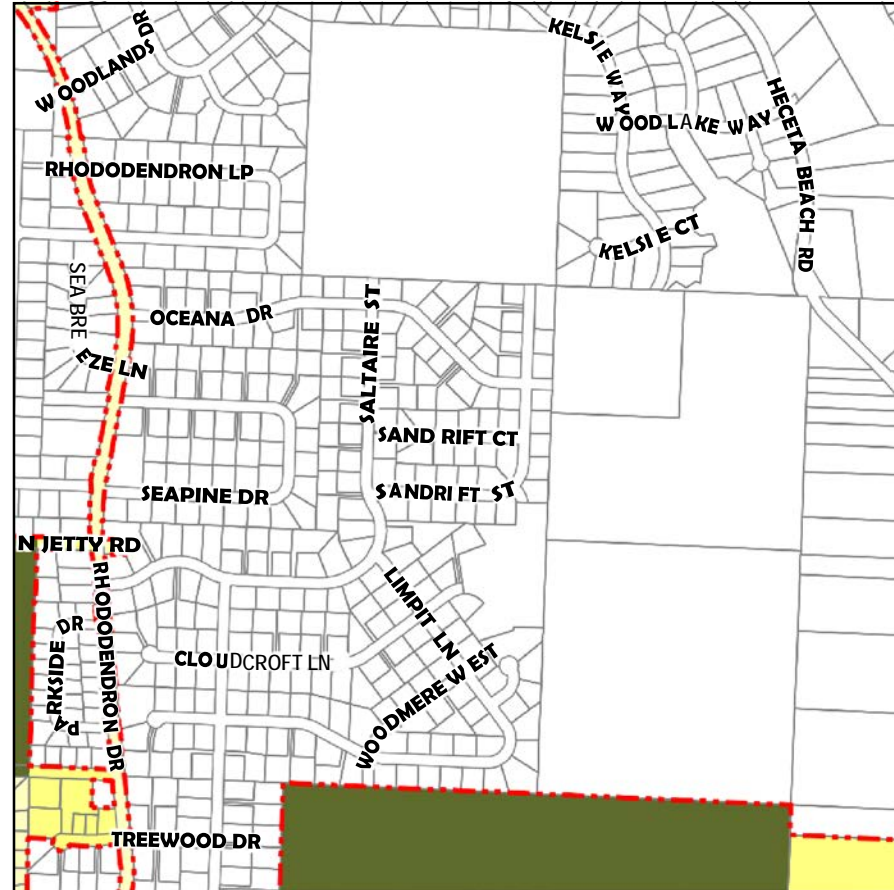 WOODLANDS DR
KELSIE WAY
WOODLAKE WAY
HECETA BEACH RD
RHODODENDRON LP
KELSIE CT
SEA BREEZE LN
OCEANA DR
SALTAIRE ST
SAND RIFT CT
SEAPINE DR
SANDRIFT ST
N JETTY RD
RHODODENDRON DR
LIMPIT LN
PARKSIDE DR
CLOUDCROFT LN
WOODMERE WEST
TREEWOOD DR